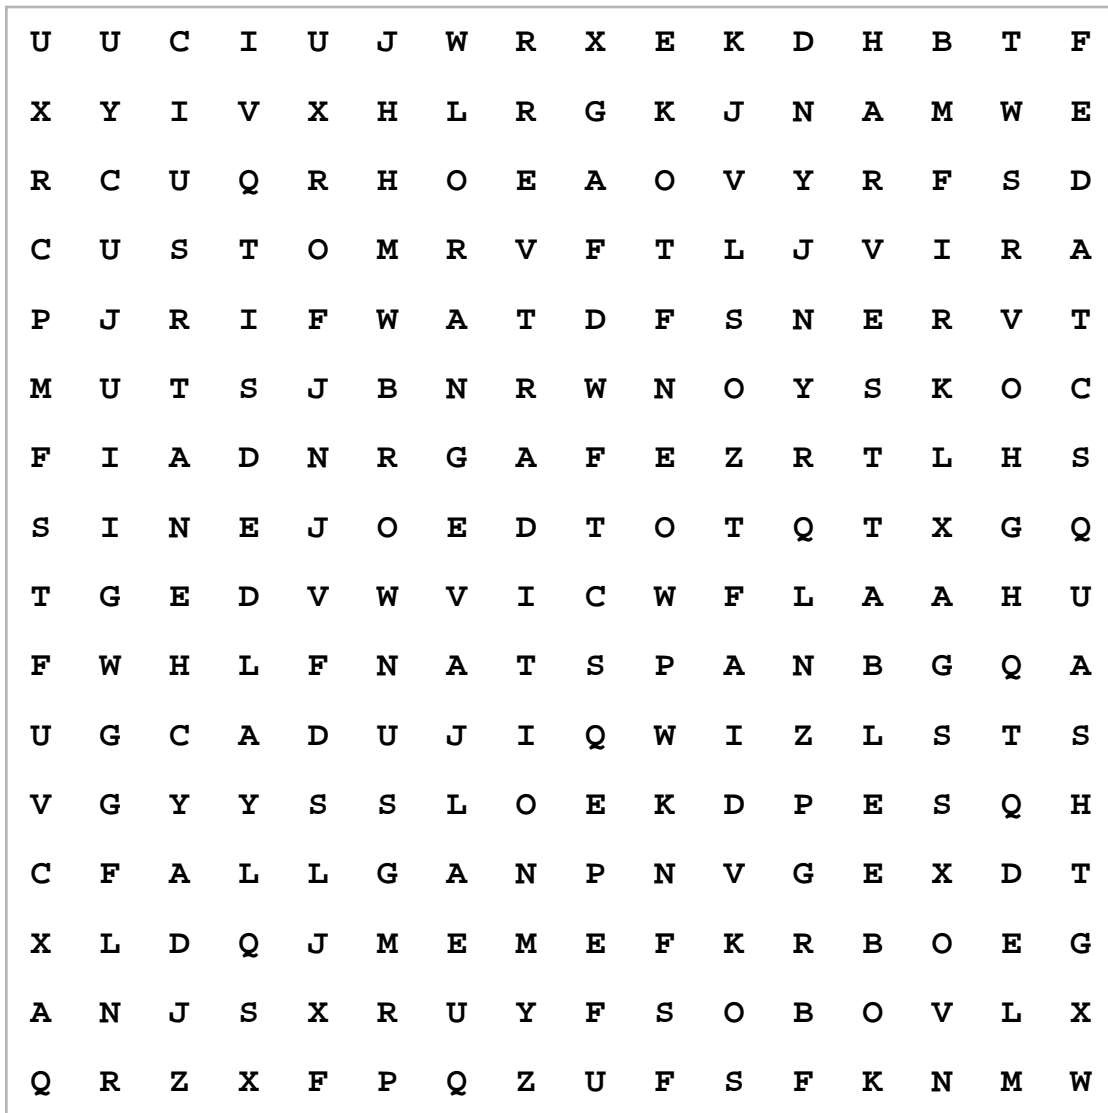 U U C I U J W R X E K D H B T F
X Y I V X H L R G K J N A M W E
R C U Q R H O E A O V Y R F S D
C U S T O M R V F T L J V I R A
P J R I F W A T D F S N E R V T
M U T S J B N R W N O Y S K O C
F I A D N R G A F E Z R T L H S
S I N E J O E D T O T Q T X G Q
T G E D V W V I C W F L A A H U
F W H L F N A T S P A N B G Q A
U G C A D U J I Q W I Z L S T S
V G Y Y S S L O E K D P E S Q H
C F A L L G A N P N V G E X D T
X L D Q J M E M E F K R B O E G
A N J S X R U Y F S O B O V L X
Q R Z X F P Q Z U F S F K N M W